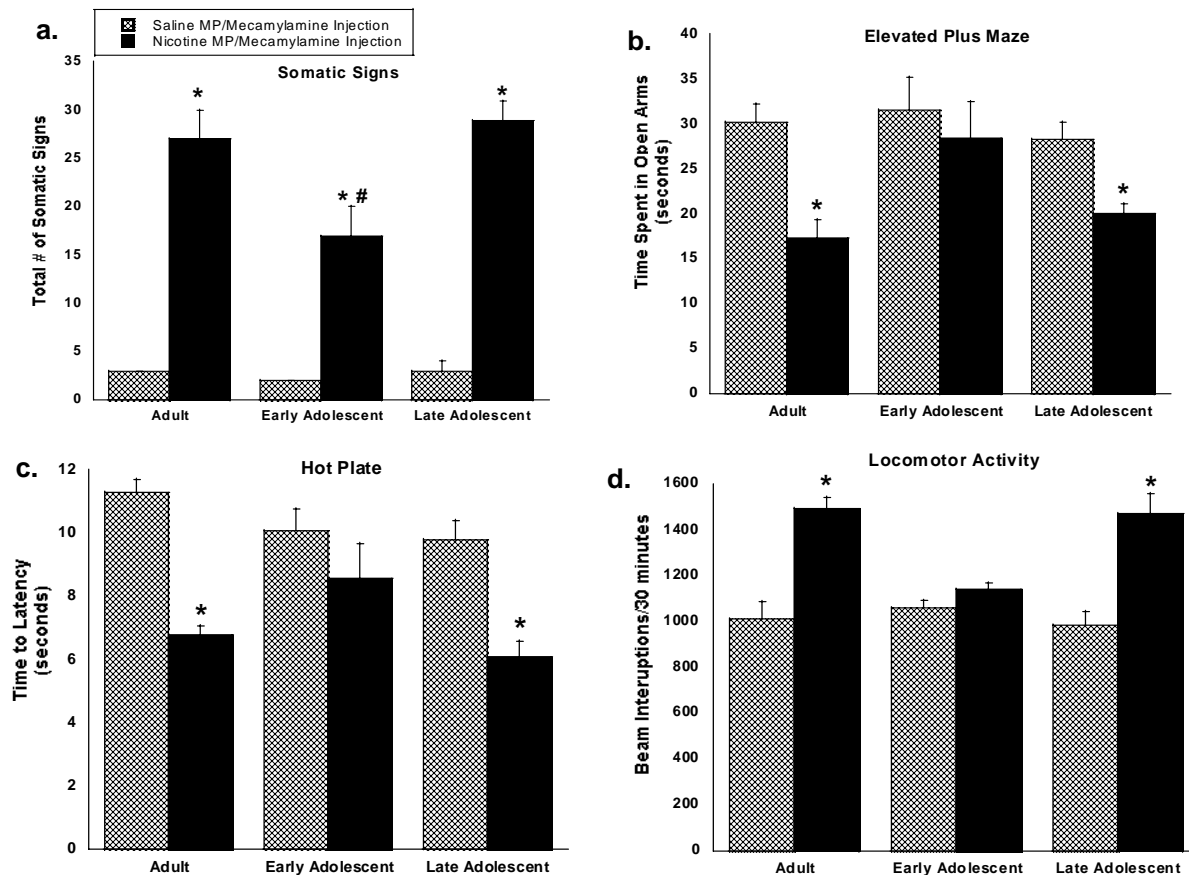 a.
Saline MP/Mecamylamine Injection
Nicotine MP/Mecamylamine Injection
Somatic Signs
Total # of Somatic Signs
35
30
25
20
15
10
5
0
*
* #
*
Adult Early Adolescent Late Adolescent
b.
Elevated Plus Maze
Time Spent in Open Arms
(seconds)
40
35
30
25
20
15
10
5
0
*
*
Adult Early Adolescent Late Adolescent
c.
Hot Plate
Time to Latency
(seconds)
12
10
8
6
4
2
0
*
*
Adult Early Adolescent Late Adolescent
d.
Locomotor Activity
Beam Interuptions/30 minutes
1600
1400
1200
1000
800
600
400
200
0
*
*
Adult Early Adolescent Late Adolescent